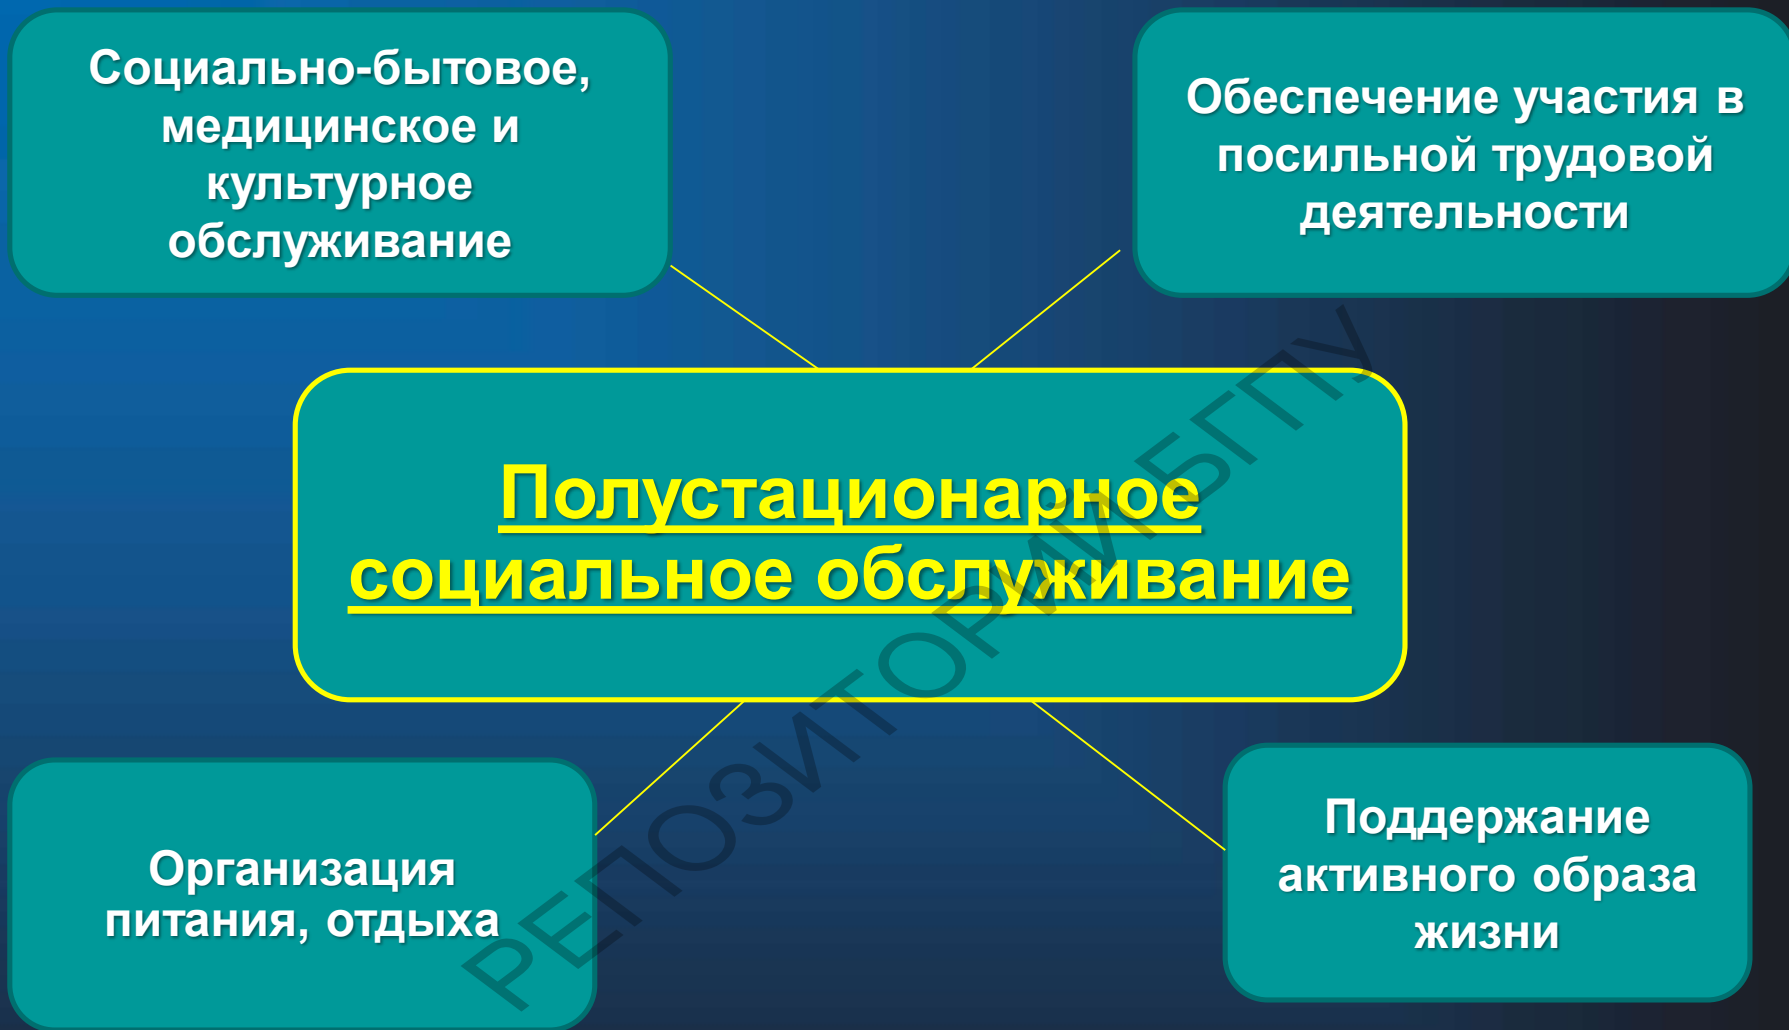 Социально-бытовое,
медицинское и
культурное
обслуживание
Обеспечение участия в
посильной трудовой
деятельности
Полустационарное
социальное обслуживание
Организация
питания, отдыха
Поддержание
активного образа
жизни
РЕПОЗИТОРИЙ БГПУ